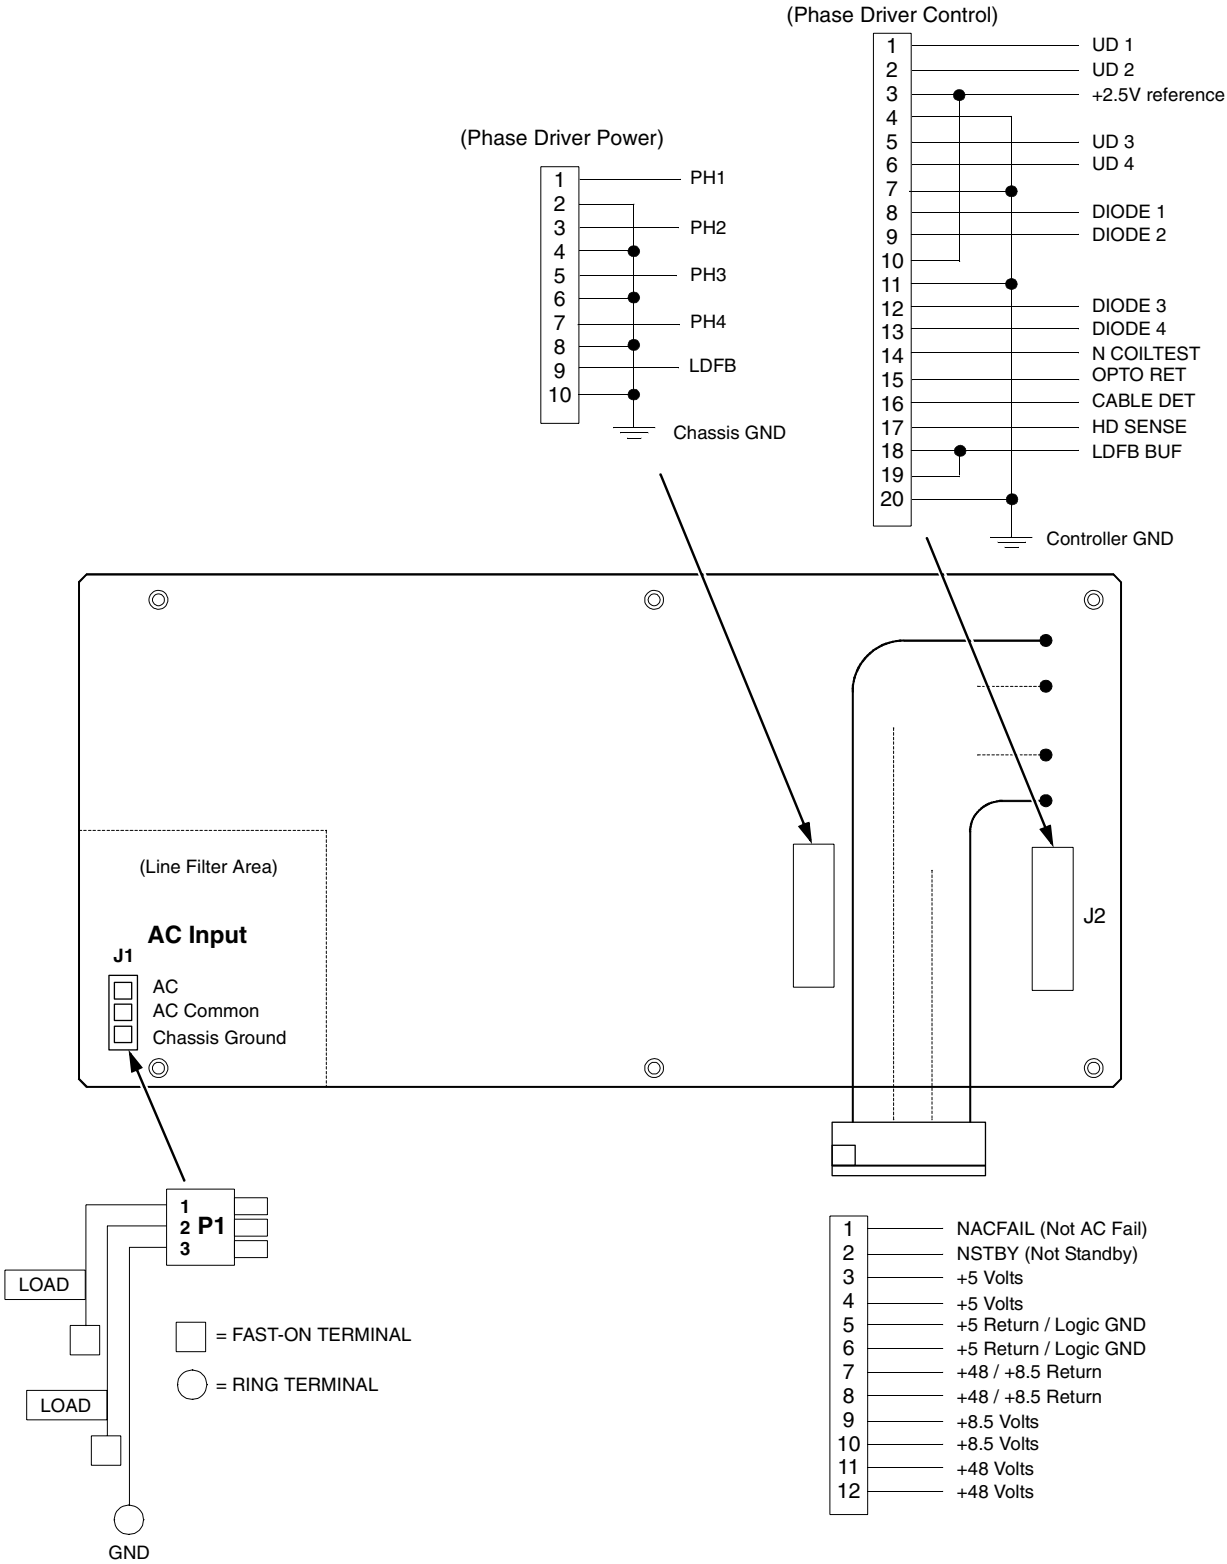 (Phase Driver Control)
1 UD 1
2 UD 2
3 +2.5V reference
4
5 UD 3
6 UD 4
7
8 DIODE 1
9 DIODE 2
10
11
12 DIODE 3
13 DIODE 4
14 N COILTEST
15 OPTO RET
16 CABLE DET
17 HD SENSE
18 LDFB BUF
19
20
Controller GND
(Phase Driver Power)
1 PH1
2
3 PH2
4
5 PH3
6
7 PH4
8
9 LDFB
10
Chassis GND
(Line Filter Area)
AC Input
J1
AC
AC Common
Chassis Ground
J2
1
2 P1
3
LOAD
LOAD
= FAST-ON TERMINAL
= RING TERMINAL
GND
1 NACFAIL (Not AC Fail)
2 NSTBY (Not Standby)
3 +5 Volts
4 +5 Volts
5 +5 Return / Logic GND
6 +5 Return / Logic GND
7 +48 / +8.5 Return
8 +48 / +8.5 Return
9 +8.5 Volts
10 +8.5 Volts
11 +48 Volts
12 +48 Volts